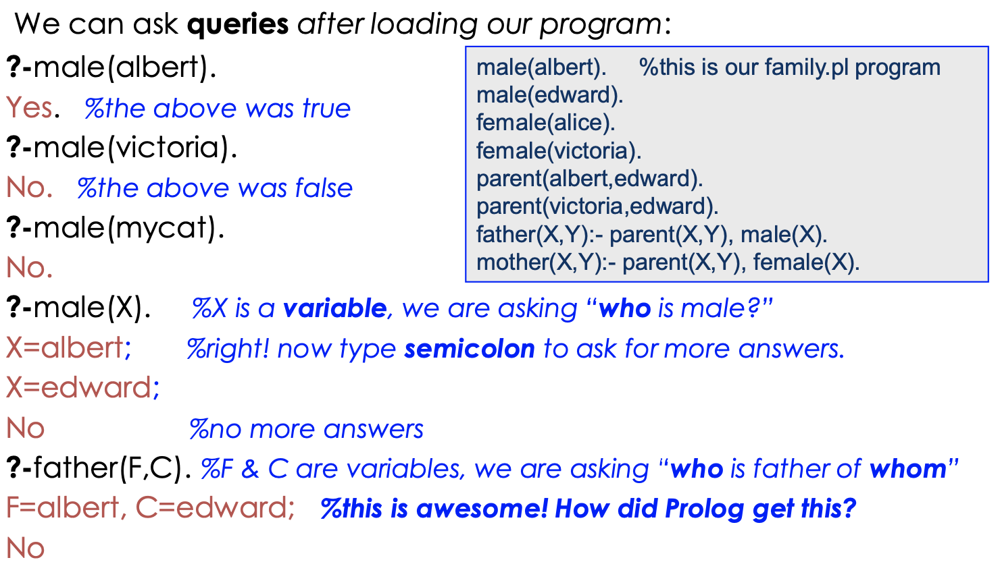 We can ask queries after loading our program:
?-male(albert).
Yes. %the above was true
?-male(victoria).
No. %the above was false
?-male(mycat).
No.
?-male(X). %X is a variable, we are asking “who is male?”
X=albert; %right! now type semicolon to ask for more answers.
X=edward;
No %no more answers
?-father(F,C). %F & C are variables, we are asking “who is father of whom”
F=albert, C=edward; %this is awesome! How did Prolog get this?
No
male(albert). %this is our family.pl program
male(edward).
female(alice).
female(victoria).
parent(albert,edward).
parent(victoria,edward).
father(X,Y):- parent(X,Y), male(X).
mother(X,Y):- parent(X,Y), female(X).